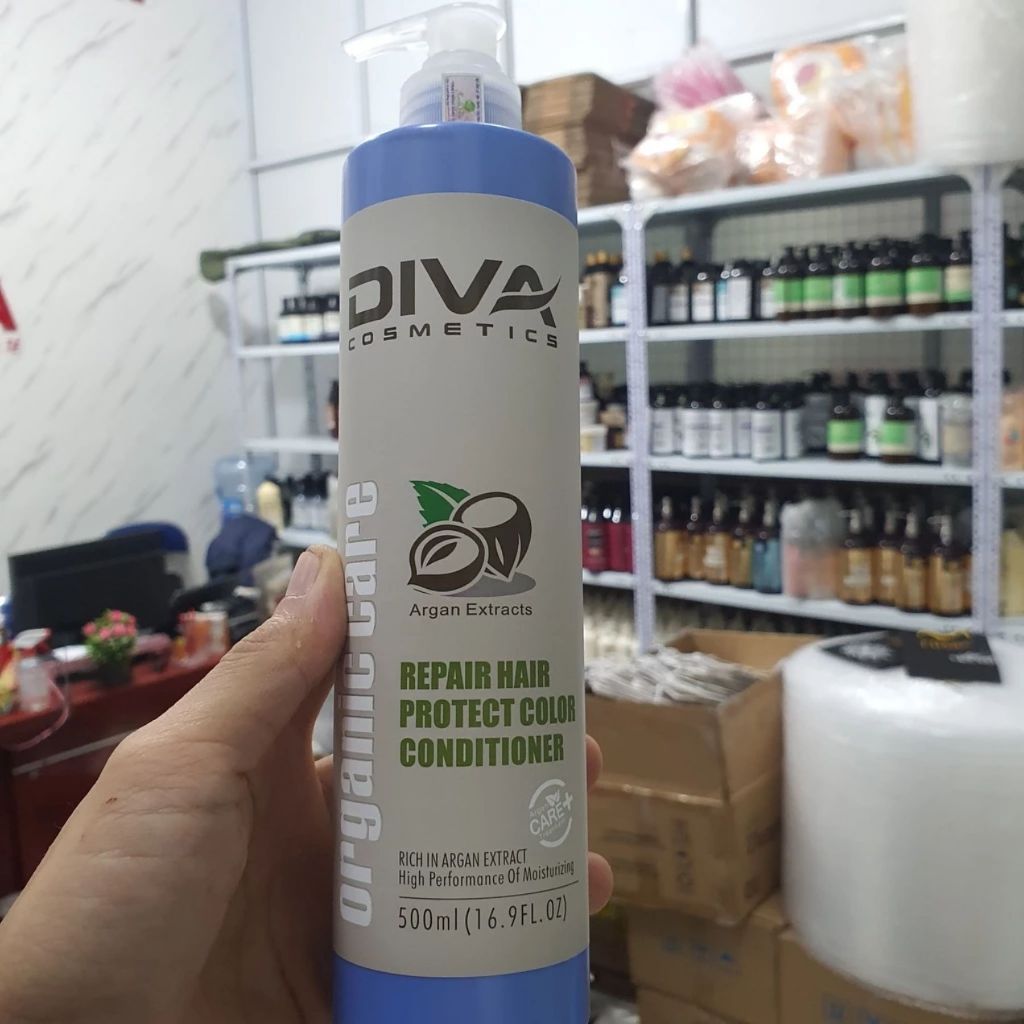 DIVA
COSMETICS
organic care
Argan Extracts
REPAIR HAIR
PROTECT COLOR
CONDITIONER
Argan
CARE+
RICH IN ARGAN EXTRACT
High Performance Of Moisturizing
500ml (16.9FL.OZ)